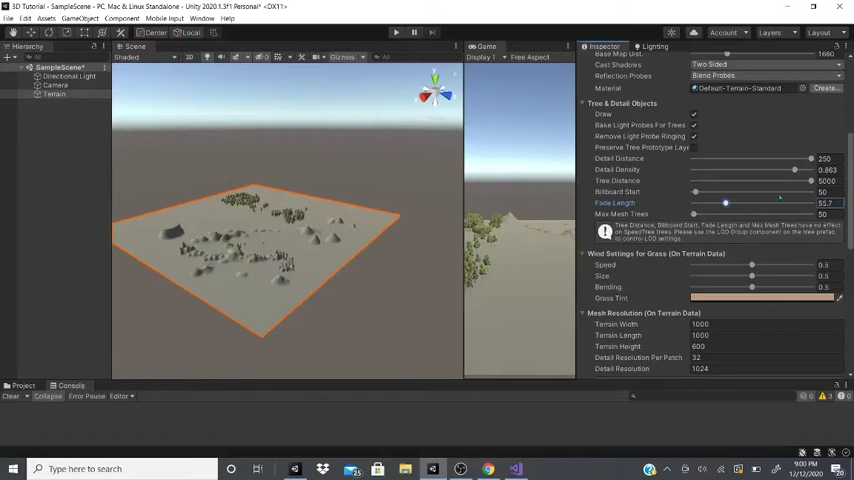 3D Tutorial - SampleScene - PC, Mac & Linux Standalone - Unity 2020.1.3f1 Personal* <DX11>
File Edit Assets GameObject Component Mobile Input Window Help
Center Local Account Layers Layout
Hierarchy Scene Game Inspector Lighting
All Shaded 2D Gizmos All Display 1 Free Aspect
SampleScene*
Directional Light
Camera
Terrain
y
x
Base Map Dist. 1680
Cast Shadows Two Sided
Reflection Probes Blend Probes
Material Default-Terrain-Standard Create...
Tree & Detail Objects
Draw
Bake Light Probes For Trees
Remove Light Probe Ringing
Preserve Tree Prototype Laye
Detail Distance 250
Detail Density 0.863
Tree Distance 5000
Billboard Start 50
Fade Length 55.7
Max Mesh Trees 50
Tree Distance, Billboard Start, Fade Length and Max Mesh Trees have no effect
on SpeedTree trees. Please use the LOD Group component on the tree prefab
to control LOD settings.
Wind Settings for Grass (On Terrain Data)
Speed 0.5
Size 0.5
Bending 0.5
Grass Tint
Mesh Resolution (On Terrain Data)
Terrain Width 1000
Terrain Length 1000
Terrain Height 600
Detail Resolution Per Patch 32
Detail Resolution 1024
Project Console
Clear Collapse Error Pause Editor 0 3 0
Type here to search
25
9:00 PM
12/12/2020
20